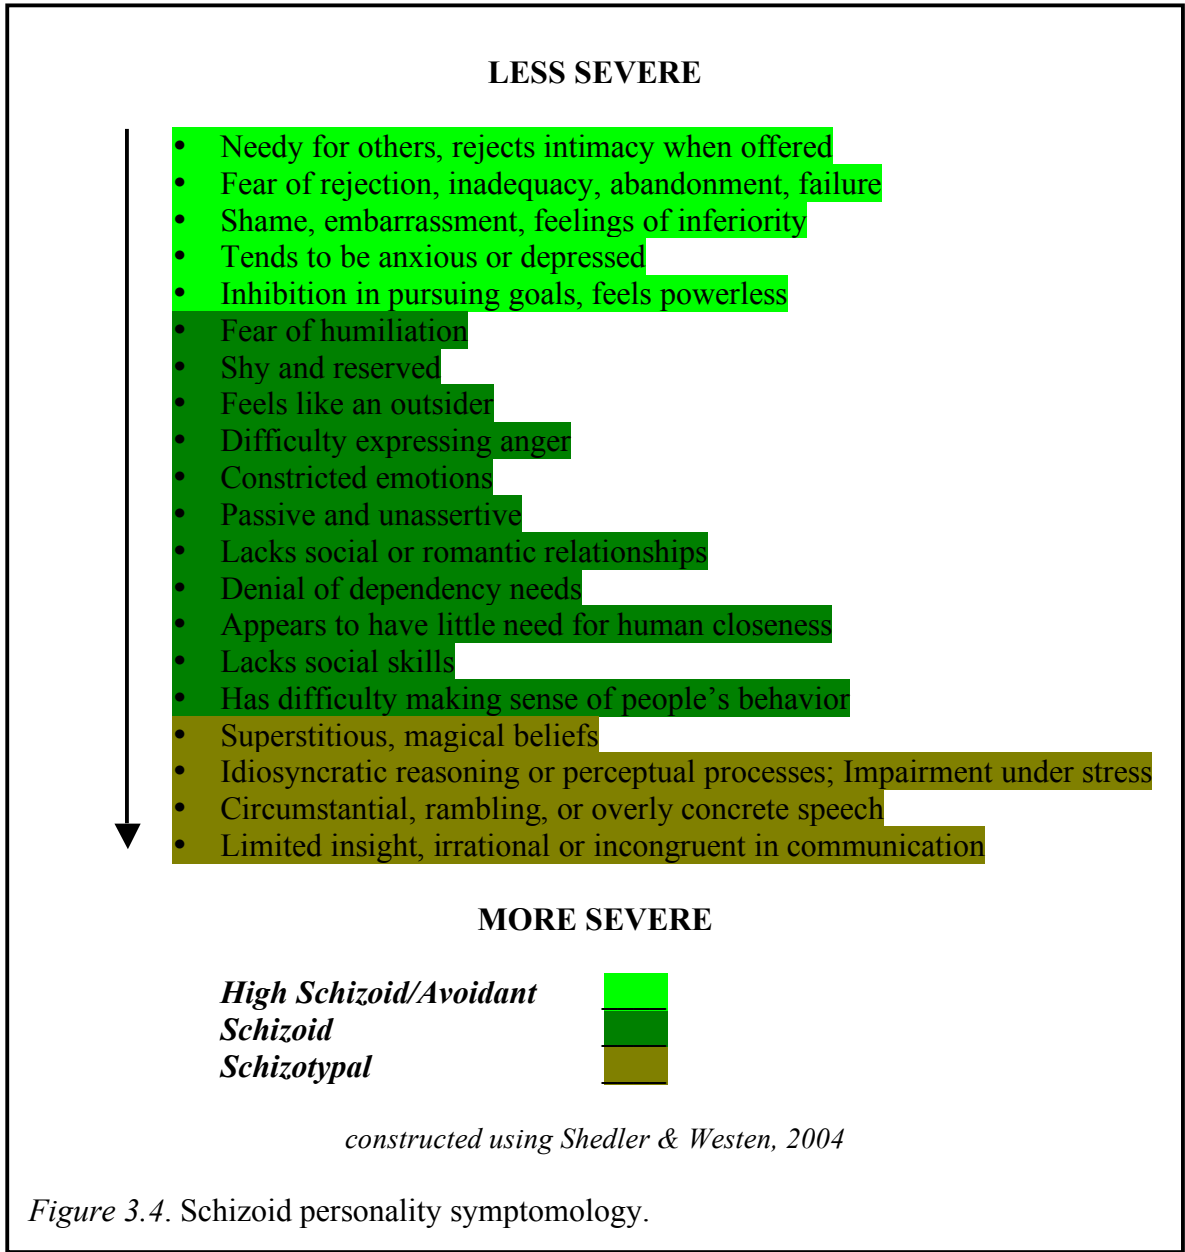 LESS SEVERE
• Needy for others, rejects intimacy when offered
• Fear of rejection, inadequacy, abandonment, failure
• Shame, embarrassment, feelings of inferiority
• Tends to be anxious or depressed
• Inhibition in pursuing goals, feels powerless
• Fear of humiliation
• Shy and reserved
• Feels like an outsider
• Difficulty expressing anger
• Constricted emotions
• Passive and unassertive
• Lacks social or romantic relationships
• Denial of dependency needs
• Appears to have little need for human closeness
• Lacks social skills
• Has difficulty making sense of people’s behavior
• Superstitious, magical beliefs
• Idiosyncratic reasoning or perceptual processes; Impairment under stress
• Circumstantial, rambling, or overly concrete speech
• Limited insight, irrational or incongruent in communication
MORE SEVERE
High Schizoid/Avoidant
Schizoid
Schizotypal
constructed using Shedler & Westen, 2004
Figure 3.4. Schizoid personality symptomology.